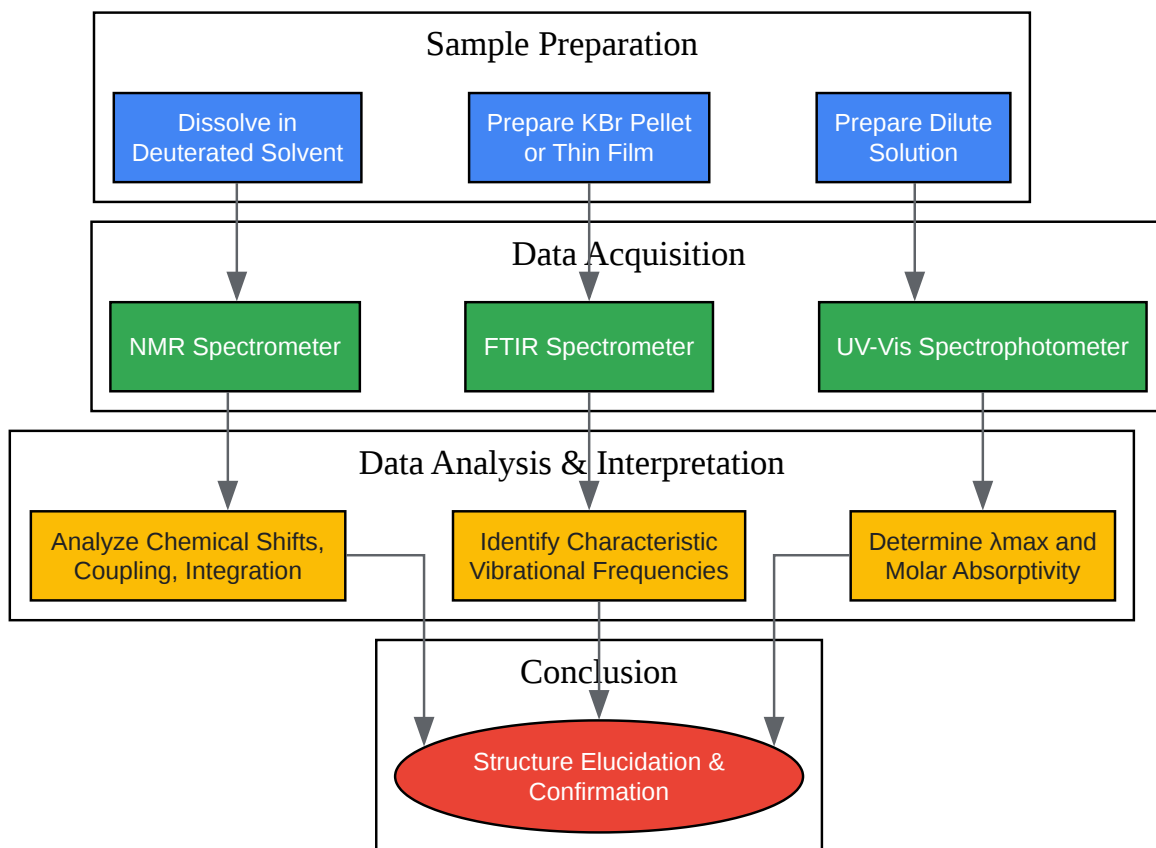 Sample Preparation
Dissolve in
Deuterated Solvent
Prepare KBr Pellet
or Thin Film
Prepare Dilute
Solution
Data Acquisition
NMR Spectrometer
FTIR Spectrometer
UV-Vis Spectrophotometer
Data Analysis & Interpretation
Analyze Chemical Shifts,
Coupling, Integration
Identify Characteristic
Vibrational Frequencies
Determine λmax and
Molar Absorptivity
Conclusion
Structure Elucidation &
Confirmation